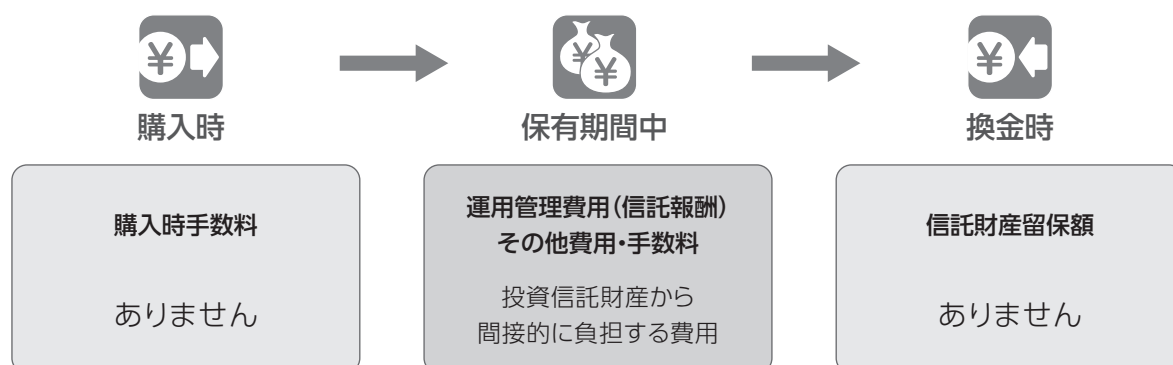 ¥
¥
¥
¥
購入時
保有期間中
換金時
購入時手数料
ありません
運用管理費用(信託報酬)
その他費用・手数料
投資信託財産から
間接的に負担する費用
信託財産留保額
ありません